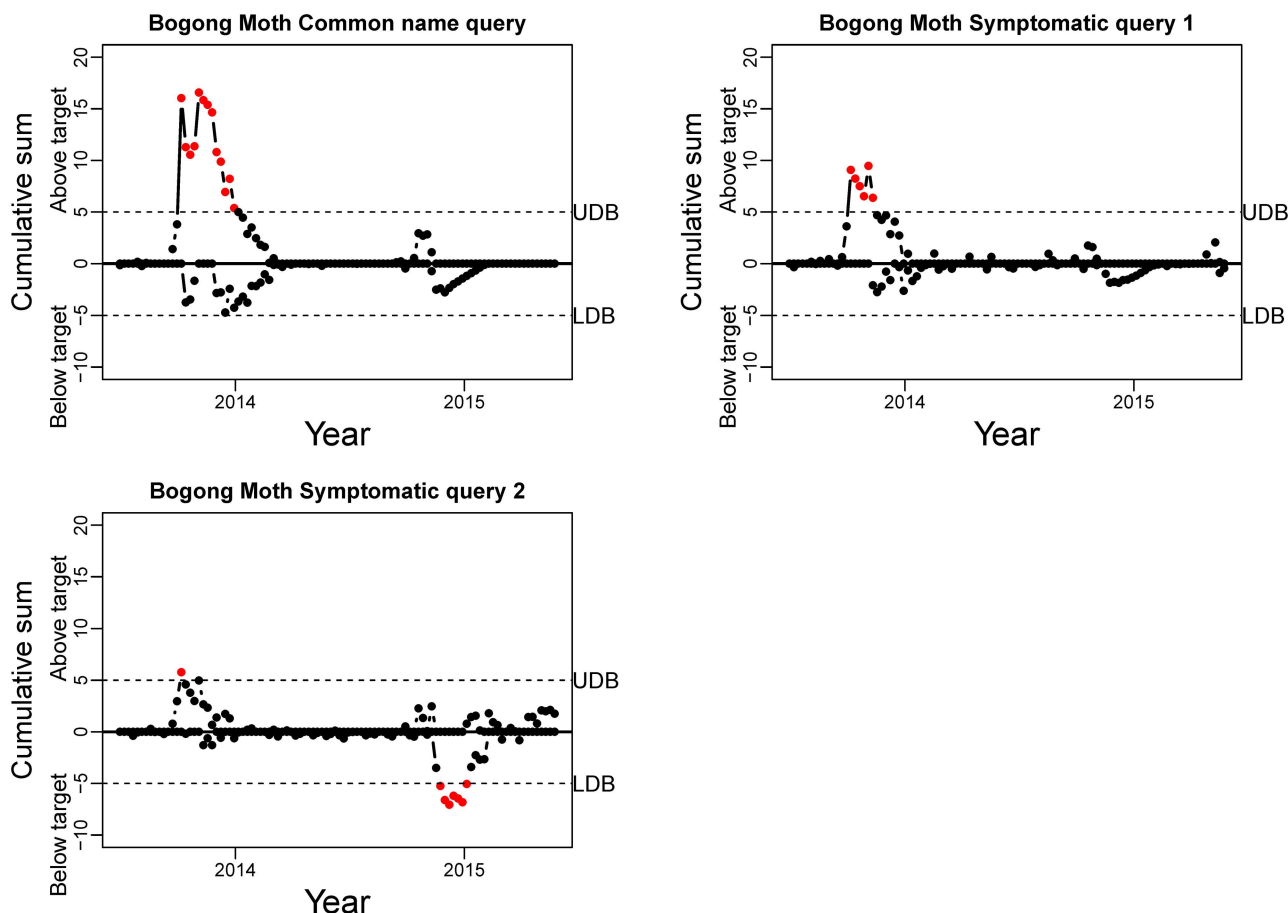 Bogong Moth Common name query
Cumulative sum
Below target
Above target
−10
−5
0
5
10
15
20
UDB
LDB
2014
2015
Year
Bogong Moth Symptomatic query 1
Cumulative sum
Below target
Above target
−10
−5
0
5
10
15
20
UDB
LDB
2014
2015
Year
Bogong Moth Symptomatic query 2
Cumulative sum
Below target
Above target
−10
−5
0
5
10
15
20
UDB
LDB
2014
2015
Year